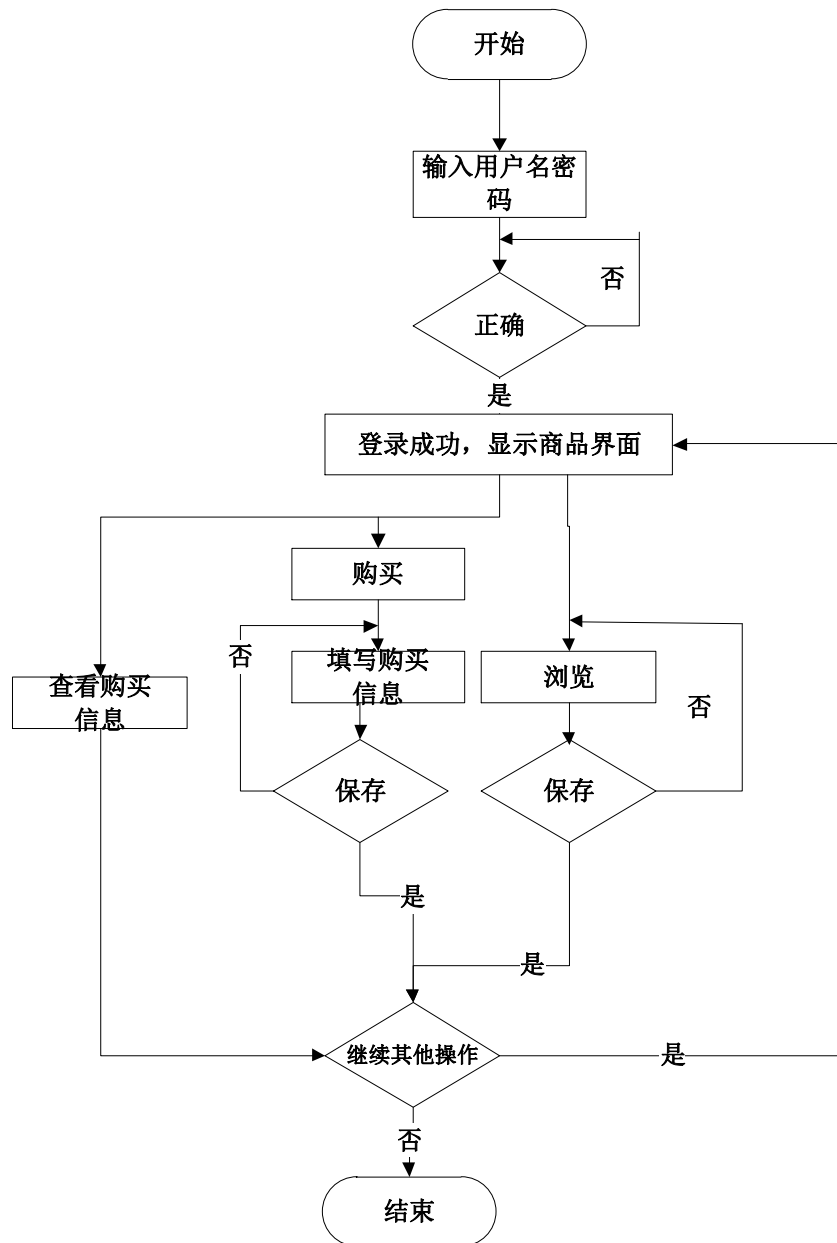 开始
输入用户名密
码
否
正确
是
登录成功，显示商品界面
购买
否
填写购买
信息
浏览
查看购买
信息
否
保存
保存
是
是
继续其他操作
是
否
结束